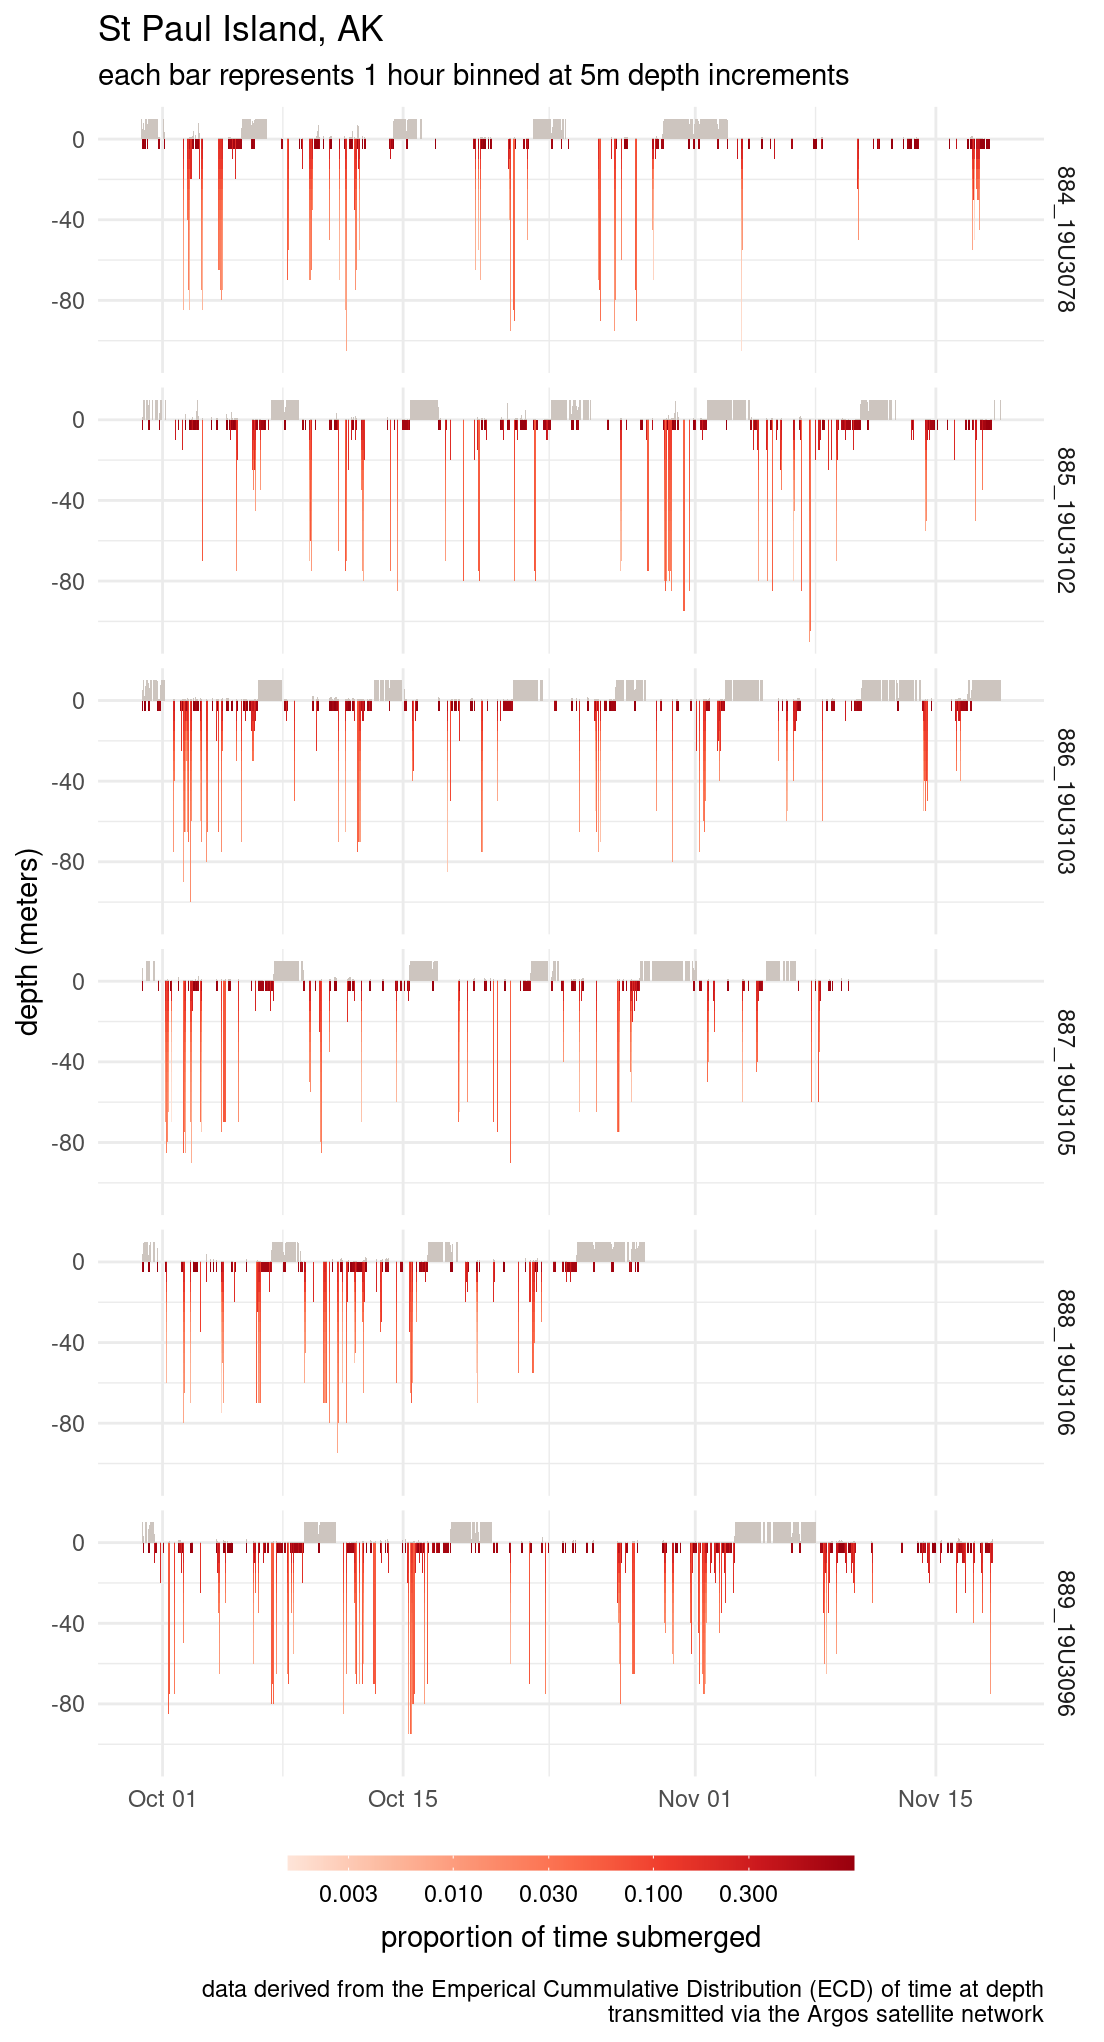 St Paul Island, AK
each bar represents 1 hour binned at 5m depth increments
depth (meters)
0
-40
-80
884_19U3078
0
-40
-80
885_19U3102
0
-40
-80
886_19U3103
0
-40
-80
887_19U3105
0
-40
-80
888_19U3106
0
-40
-80
889_19U3096
Oct 01
Oct 15
Nov 01
Nov 15
0.003
0.010
0.030
0.100
0.300
proportion of time submerged
data derived from the Emperical Cummulative Distribution (ECD) of time at depth
transmitted via the Argos satellite network